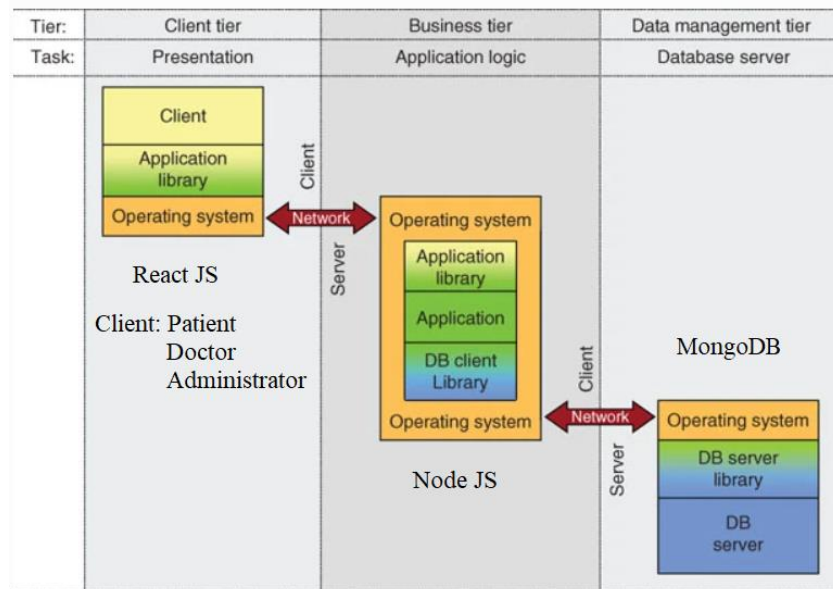 Tier: Client tier Business tier Data management tier
Task: Presentation Application logic Database server
Client
Application
library
Operating system
React JS
Client: Patient
Doctor
Administrator
Client
Network
Server
Operating system
Application
library
Application
DB client
Library
Operating system
Node JS
Client
Network
Server
MongoDB
Operating system
DB server
library
DB
server